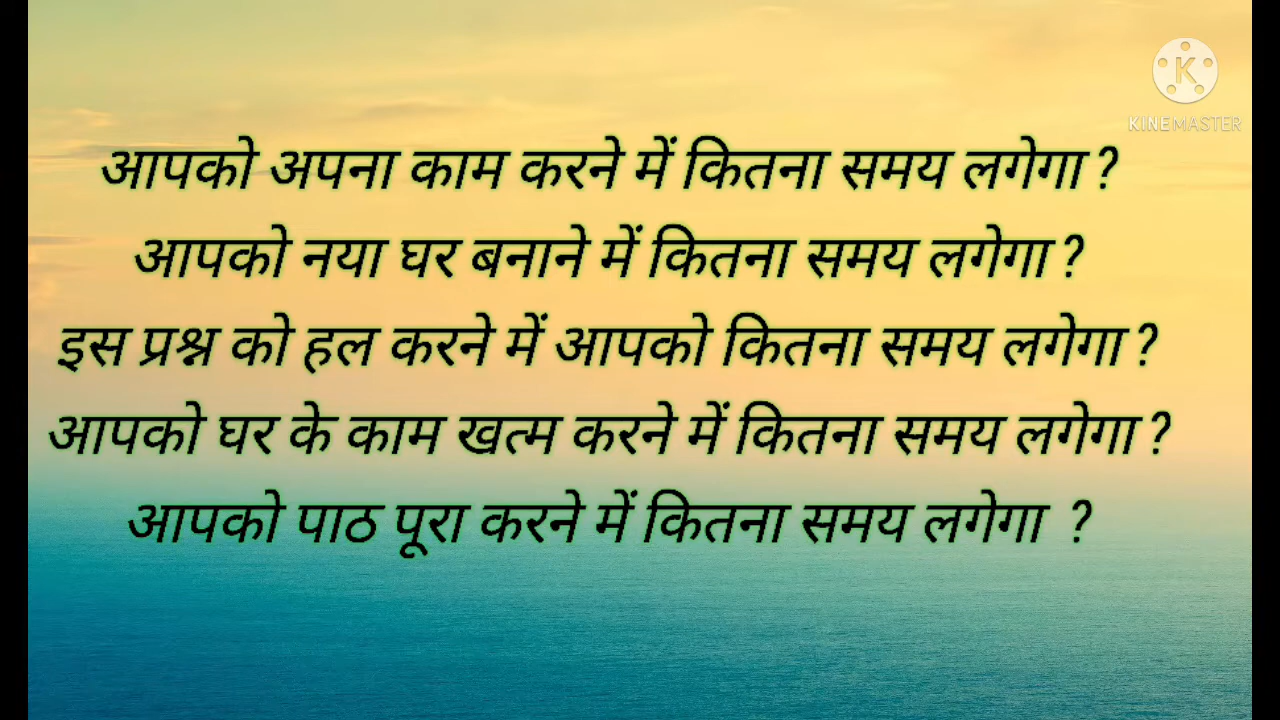 KINEMASTER
आपको अपना काम करने में कितना समय लगेगा ?
आपको नया घर बनाने में कितना समय लगेगा ?
इस प्रश्न को हल करने में आपको कितना समय लगेगा ?
आपको घर के काम खत्म करने में कितना समय लगेगा ?
आपको पाठ पूरा करने में कितना समय लगेगा ?